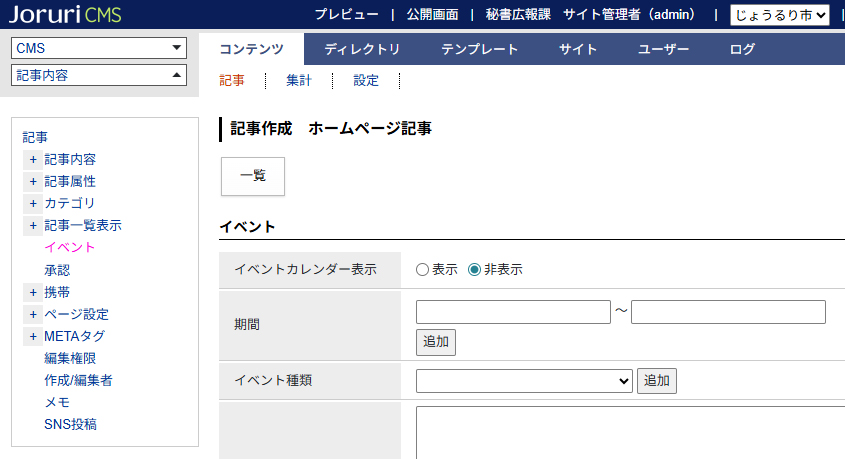 Joruri CMS プレビュー | 公開画面 | 秘書広報課 サイト管理者（admin） | じょうるり市 |
CMS
記事内容
コンテンツ ディレクトリ テンプレート サイト ユーザー ログ
記事 集計 設定
記事
+ 記事内容
+ 記事属性
+ カテゴリ
+ 記事一覧表示
イベント
承認
+ 携帯
+ ページ設定
+ METAタグ
編集権限
作成/編集者
メモ
SNS投稿
記事作成　ホームページ記事
一覧
イベント
イベントカレンダー表示 表示 非表示
期間 ～
追加
イベント種類 追加